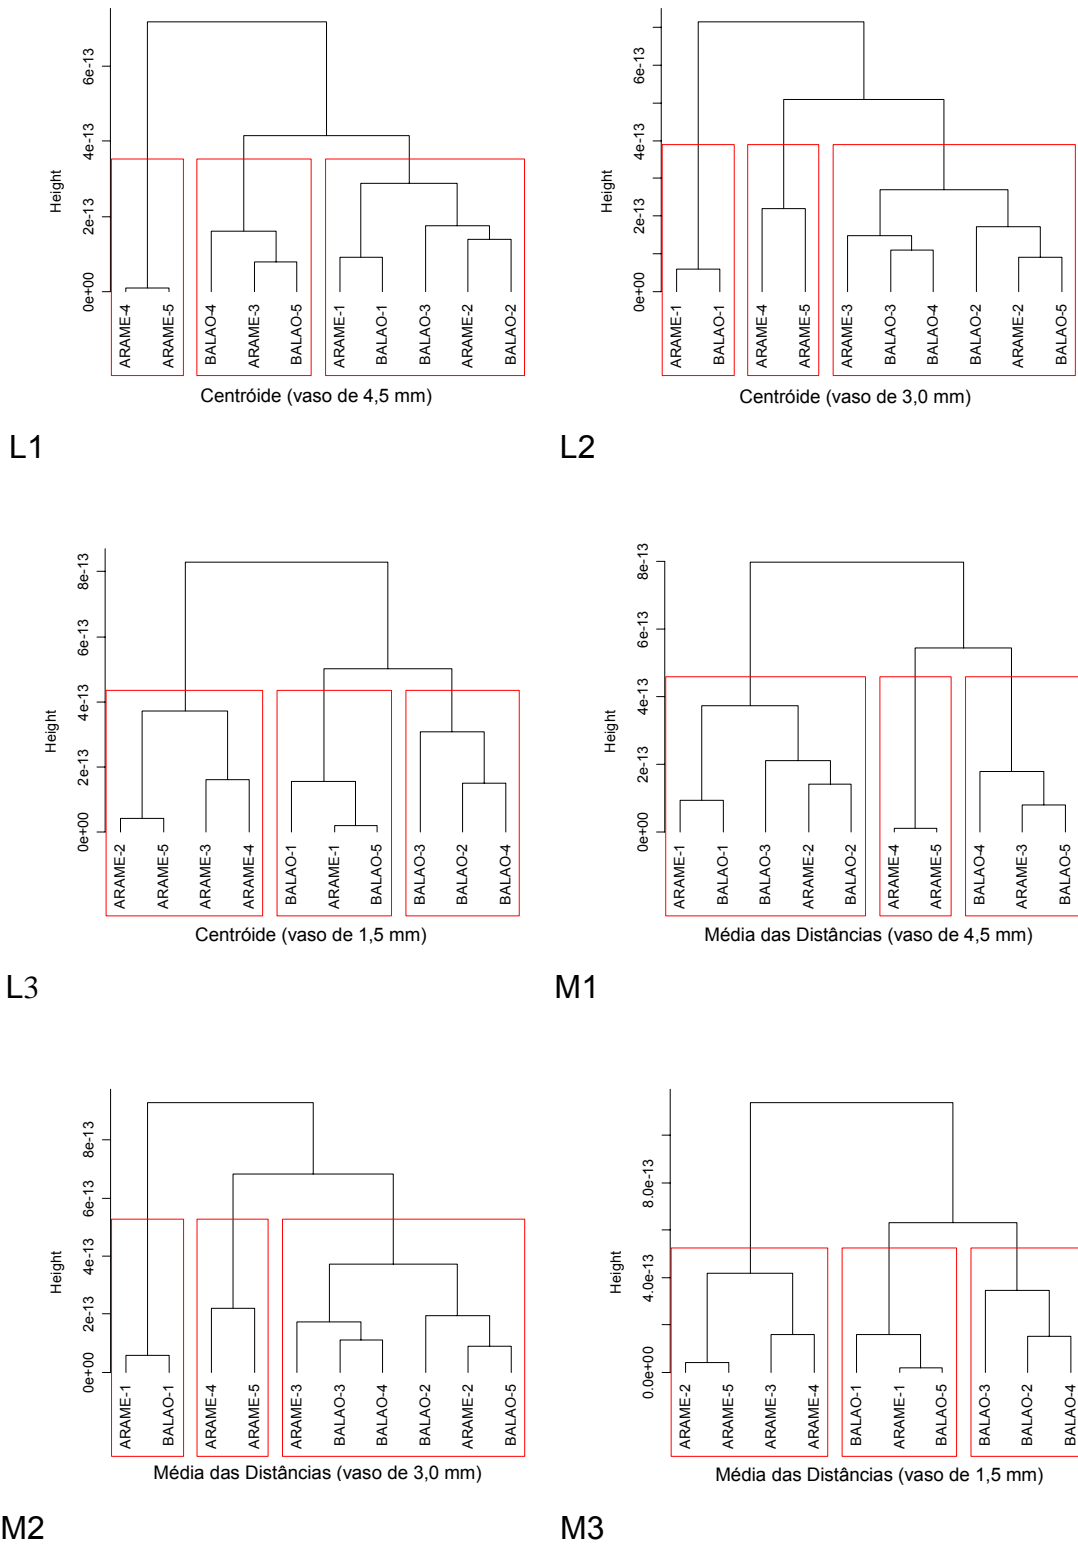 Height
0e+00 2e-13 4e-13 6e-13
ARAME-4 ARAME-5 BALAO-4 ARAME-3 BALAO-5 ARAME-1 BALAO-1 BALAO-3 ARAME-2 BALAO-2
Centróide (vaso de 4,5 mm)
L1
Height
0e+00 2e-13 4e-13 6e-13
ARAME-1 BALAO-1 ARAME-4 ARAME-5 ARAME-3 BALAO-3 BALAO-4 BALAO-2 ARAME-2 BALAO-5
Centróide (vaso de 3,0 mm)
L2
Height
0e+00 2e-13 4e-13 6e-13 8e-13
ARAME-2 ARAME-5 ARAME-3 ARAME-4 BALAO-1 ARAME-1 BALAO-5 BALAO-3 BALAO-2 BALAO-4
Centróide (vaso de 1,5 mm)
L3
Height
0e+00 2e-13 4e-13 6e-13 8e-13
ARAME-1 BALAO-1 BALAO-3 ARAME-2 BALAO-2 ARAME-4 ARAME-5 BALAO-4 ARAME-3 BALAO-5
Média das Distâncias (vaso de 4,5 mm)
M1
Height
0e+00 2e-13 4e-13 6e-13 8e-13
ARAME-1 BALAO-1 ARAME-4 ARAME-5 ARAME-3 BALAO-3 BALAO-4 BALAO-2 ARAME-2 BALAO-5
Média das Distâncias (vaso de 3,0 mm)
M2
Height
0.0e+00 4.0e-13 8.0e-13
ARAME-2 ARAME-5 ARAME-3 ARAME-4 BALAO-1 ARAME-1 BALAO-5 BALAO-3 BALAO-2 BALAO-4
Média das Distâncias (vaso de 1,5 mm)
M3